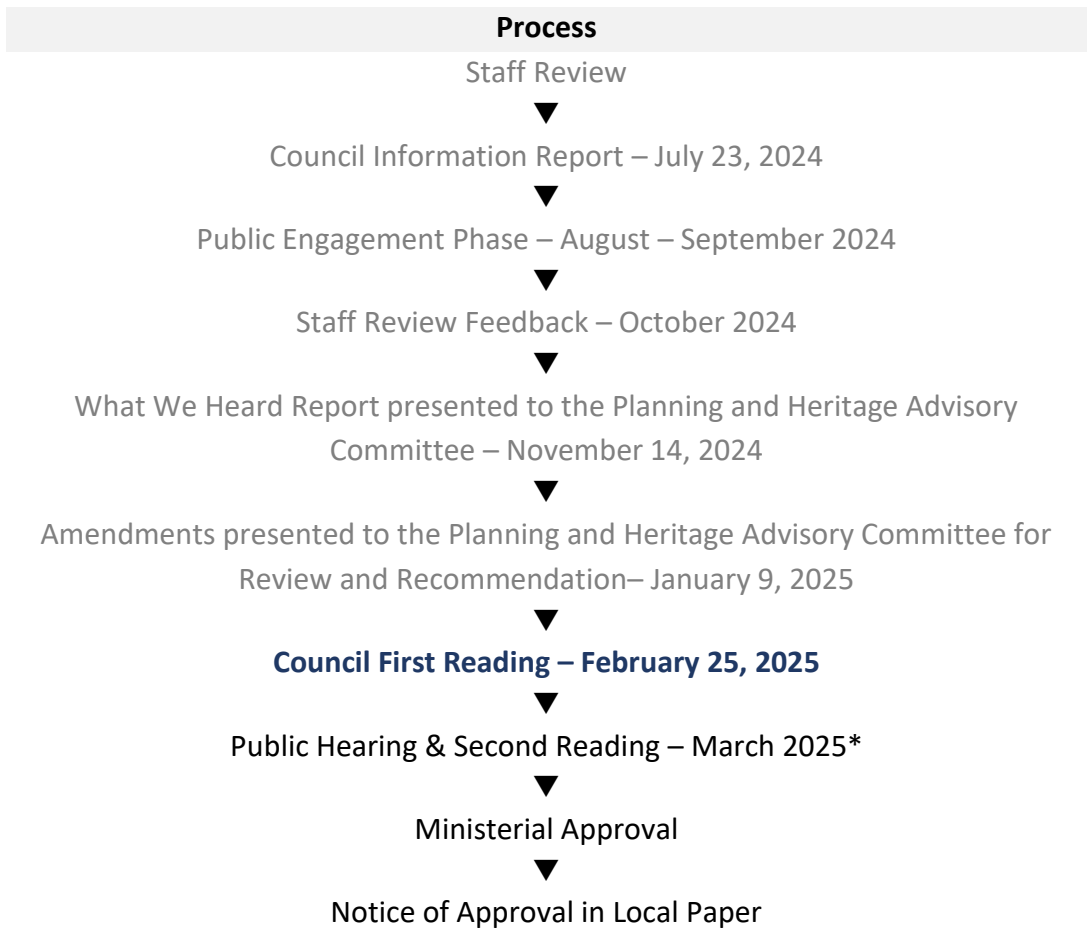 Process
Staff Review
▼
Council Information Report – July 23, 2024
▼
Public Engagement Phase – August – September 2024
▼
Staff Review Feedback – October 2024
▼
What We Heard Report presented to the Planning and Heritage Advisory
Committee – November 14, 2024
▼
Amendments presented to the Planning and Heritage Advisory Committee for
Review and Recommendation– January 9, 2025
▼
Council First Reading – February 25, 2025
▼
Public Hearing & Second Reading – March 2025*
▼
Ministerial Approval
▼
Notice of Approval in Local Paper